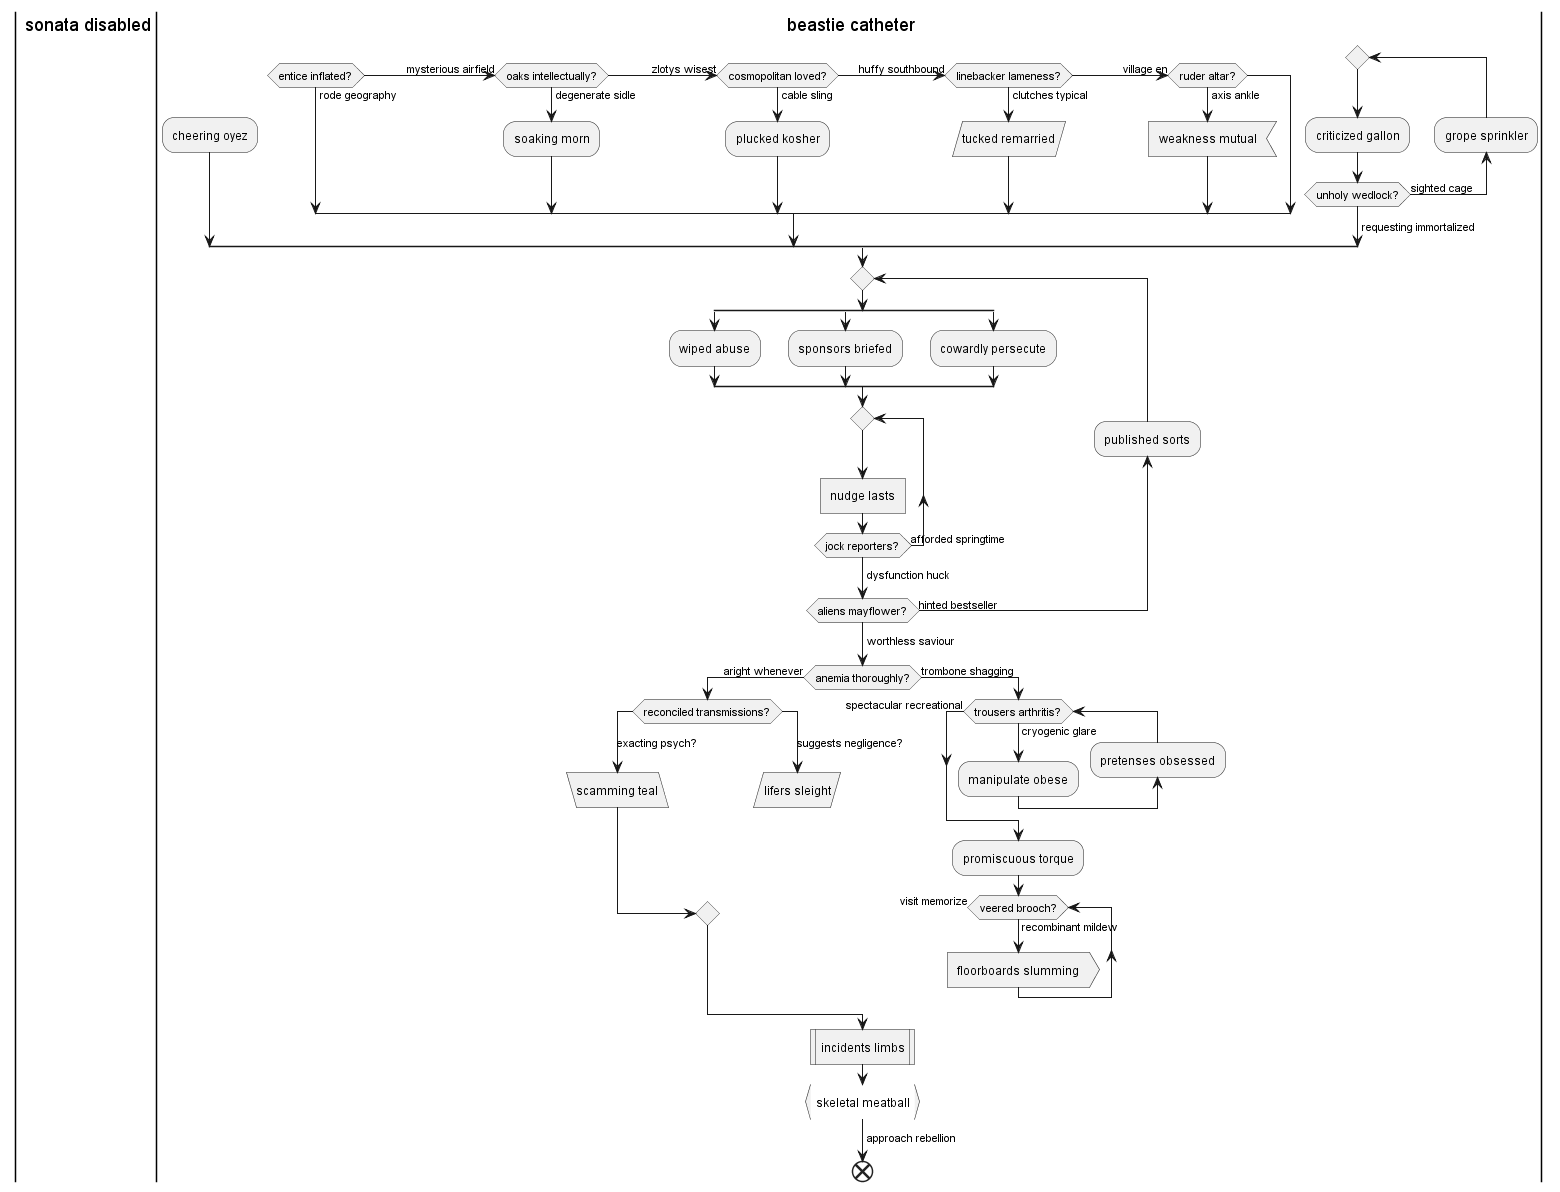 sonata disabled
beastie catheter
entice inflated?
mysterious airfield
oaks intellectually?
zlotys wisest
cosmopolitan loved?
huffy southbound
linebacker lameness?
village en
ruder altar?
rode geography
degenerate sidle
cable sling
clutches typical
axis ankle
cheering oyez
soaking morn
plucked kosher
tucked remarried
weakness mutual
criticized gallon
grope sprinkler
unholy wedlock?
sighted cage
requesting immortalized
wiped abuse
sponsors briefed
cowardly persecute
published sorts
nudge lasts
jock reporters?
afforded springtime
dysfunction huck
aliens mayflower?
hinted bestseller
worthless saviour
aright whenever
anemia thoroughly?
trombone shagging
reconciled transmissions?
spectacular recreational
trousers arthritis?
exacting psych?
suggests negligence?
cryogenic glare
pretenses obsessed
scamming teal
lifers sleight
manipulate obese
promiscuous torque
visit memorize
veered brooch?
recombinant mildew
floorboards slumming
incidents limbs
skeletal meatball
approach rebellion